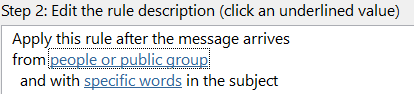 Step 2: Edit the rule description (click an underlined value)
Apply this rule after the message arrives
from people or public group
and with specific words in the subject